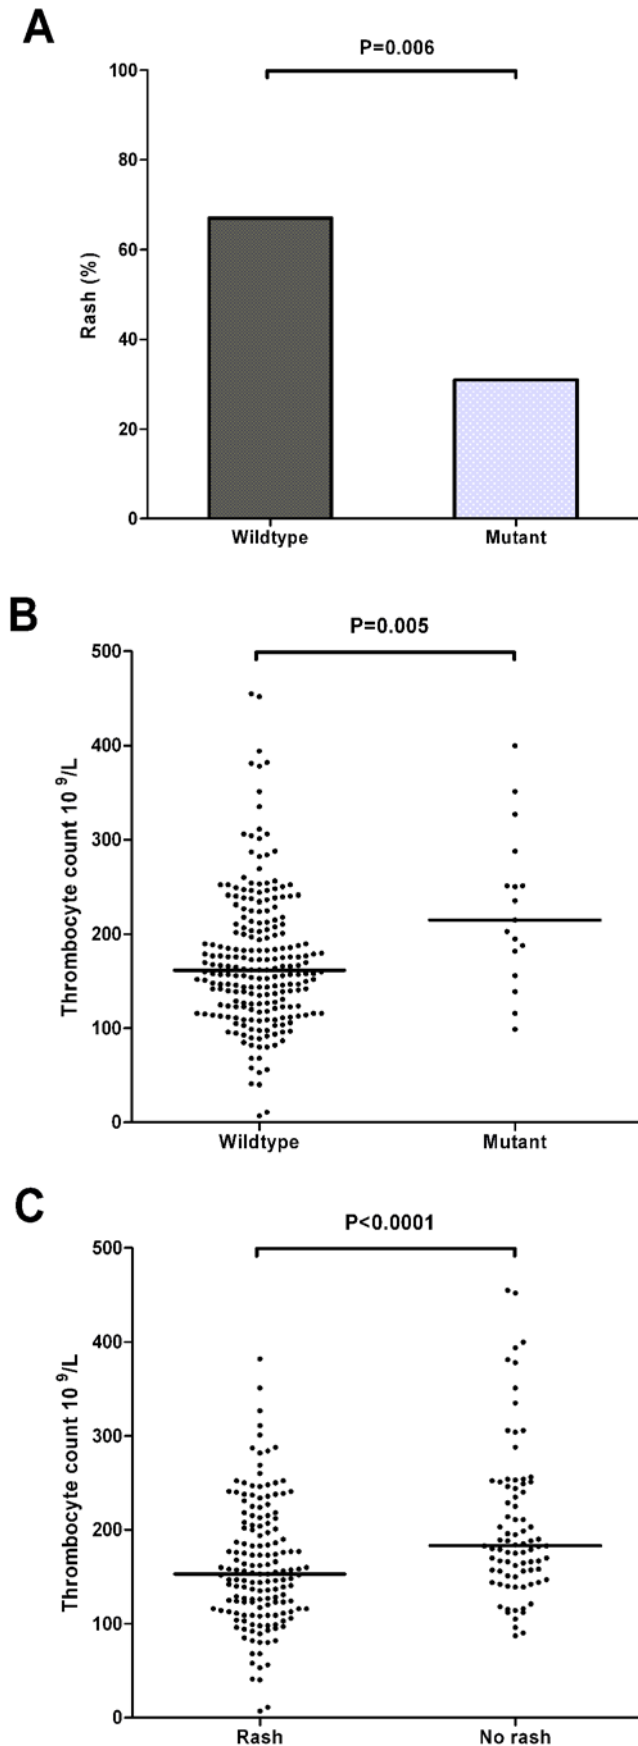 A
P=0.006
100
80
60
40
20
0
Rash (%)
Wildtype Mutant
B
P=0.005
500
400
300
200
100
0
Thrombocyte count 10 9/L
Wildtype Mutant
C
P<0.0001
500
400
300
200
100
0
Thrombocyte count 10 9/L
Rash No rash